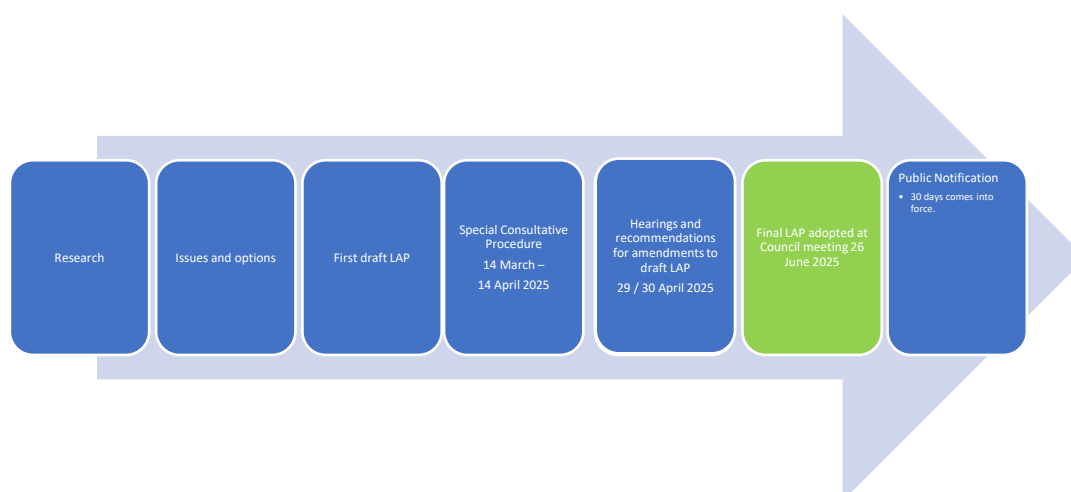 Research
Issues and options
First draft LAP
Special Consultative
Procedure
14 March –
14 April 2025
Hearings and
recommendations
for amendments to
draft LAP
29 / 30 April 2025
Final LAP adopted at
Council meeting 26
June 2025
Public Notification
• 30 days comes into
force.